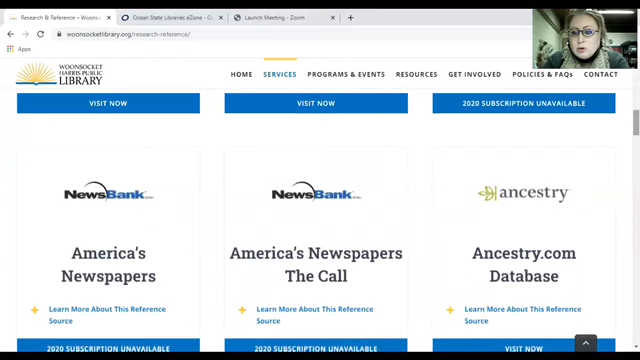 Research & Reference – Woons
Ocean State Libraries eZone - O
Launch Meeting - Zoom
woonsocketlibrary.org/research-reference/
Apps
WOONSOCKET
HARRIS PUBLIC
LIBRARY
HOME SERVICES PROGRAMS & EVENTS RESOURCES GET INVOLVED POLICIES & FAQs CONTACT
VISIT NOW
VISIT NOW
2020 SUBSCRIPTION UNAVAILABLE
NewsBank
America's
Newspapers
Learn More About This Reference
Source
2020 SUBSCRIPTION UNAVAILABLE
NewsBank
America's Newspapers
The Call
Learn More About This Reference
Source
2020 SUBSCRIPTION UNAVAILABLE
ancestry
Ancestry.com
Database
Learn More About This Reference
Source
VISIT NOW